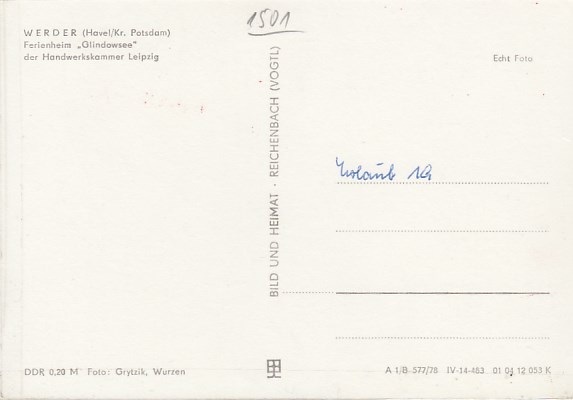 1501
WERDER (Havel/Kr. Potsdam)
Ferienheim „Glindowsee“
der Handwerkskammer Leipzig
Echt Foto
BILD UND HEIMAT · REICHENBACH (VOGTL)
Urlaub
DDR 0,20 M Foto: Grytzik, Wurzen
A 1/B 577/78 IV-14-483 01 04 12 053 K